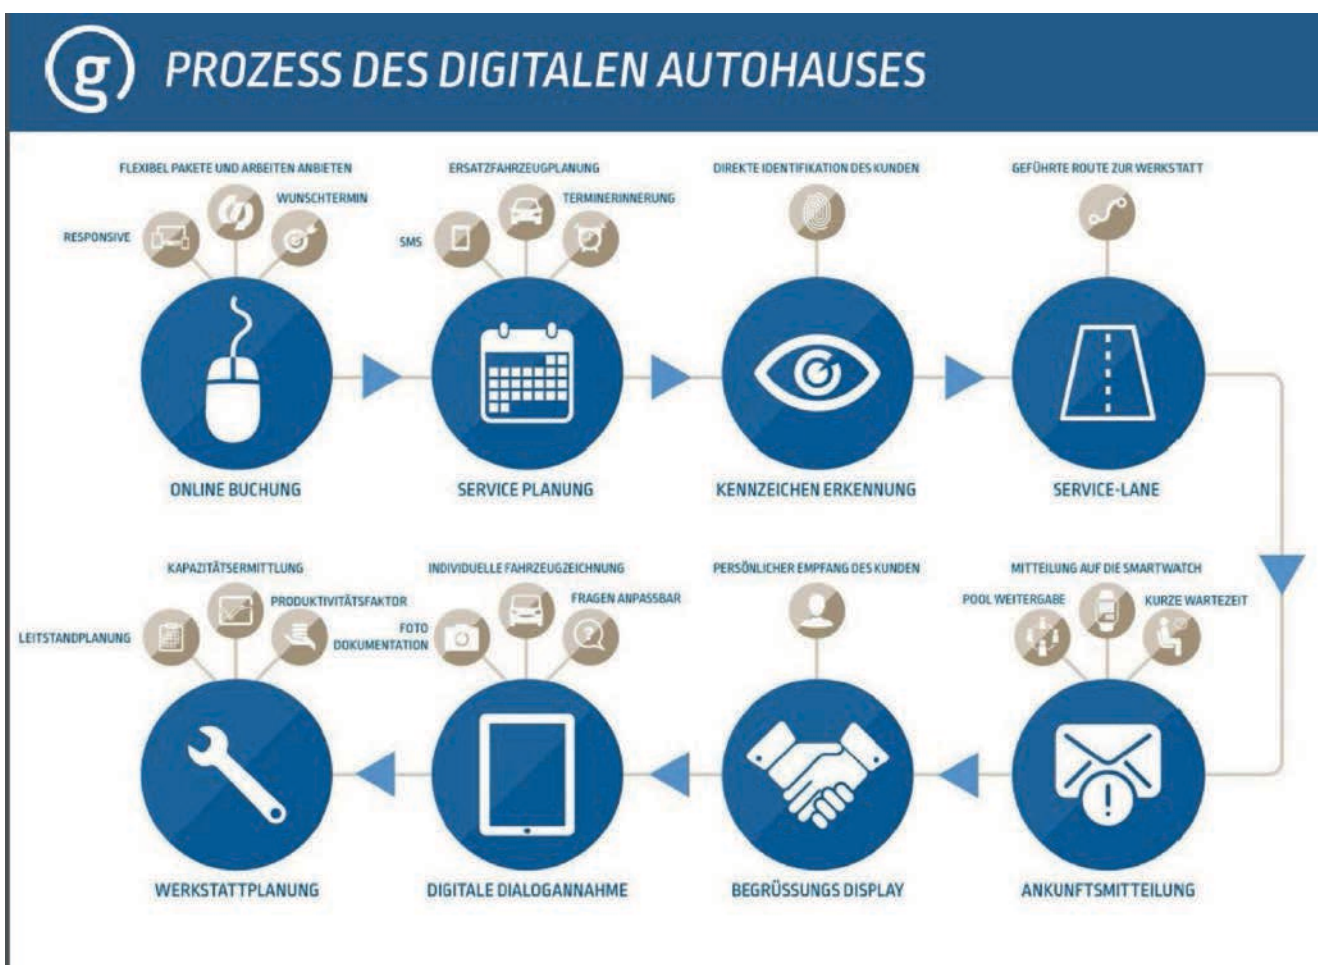 g PROZESS DES DIGITALEN AUTOHAUSES
FLEXIBEL PAKETE UND ARBEITEN ANBIETEN
WUNSCHTERMIN
RESPONSIVE
ONLINE BUCHUNG
ERSATZFAHRZEUGPLANUNG
TERMINERINNERUNG
SMS
SERVICE PLANUNG
DIREKTE IDENTIFIKATION DES KUNDEN
KENNZEICHEN ERKENNUNG
GEFÜHRTE ROUTE ZUR WERKSTATT
SERVICE-LANE
MITTEILUNG AUF DIE SMARTWATCH
POOL WEITERGABE
KURZE WARTEZEIT
ANKUNFTSMITTEILUNG
PERSÖNLICHER EMPFANG DES KUNDEN
BEGRÜSSUNGS DISPLAY
INDIVIDUELLE FAHRZEUGZEICHNUNG
FRAGEN ANPASSBAR
FOTO
DOKUMENTATION
DIGITALE DIALOGANNAHME
KAPAZITÄTSERMITTLUNG
PRODUKTIVITÄTSFAKTOR
LEITSTANDPLANUNG
WERKSTATTPLANUNG